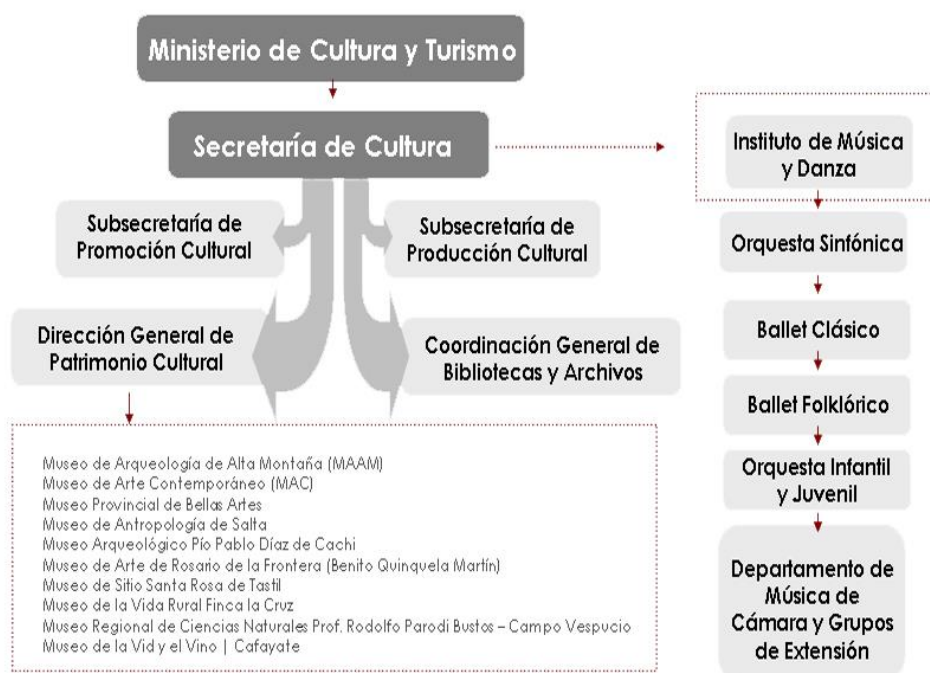 Ministerio de Cultura y Turismo
Secretaría de Cultura
Subsecretaría de
Promoción Cultural
Subsecretaría de
Producción Cultural
Dirección General de
Patrimonio Cultural
Coordinación General de
Bibliotecas y Archivos
Museo de Arqueología de Alta Montaña (MAAM)
Museo de Arte Contemporáneo (MAC)
Museo Provincial de Bellas Artes
Museo de Antropología de Salta
Museo Arqueológico Pío Pablo Díaz de Cachi
Museo de Arte de Rosario de la Frontera (Benito Quinquela Martín)
Museo de Sitio Santa Rosa de Tastil
Museo de la Vida Rural Finca la Cruz
Museo Regional de Ciencias Naturales Prof. Rodolfo Parodi Bustos – Campo Vespucio
Museo de la Vid y el Vino | Cafayate
Instituto de Música
y Danza
Orquesta Sinfónica
Ballet Clásico
Ballet Folklórico
Orquesta Infantil
y Juvenil
Departamento de
Música de
Cámara y Grupos
de Extensión